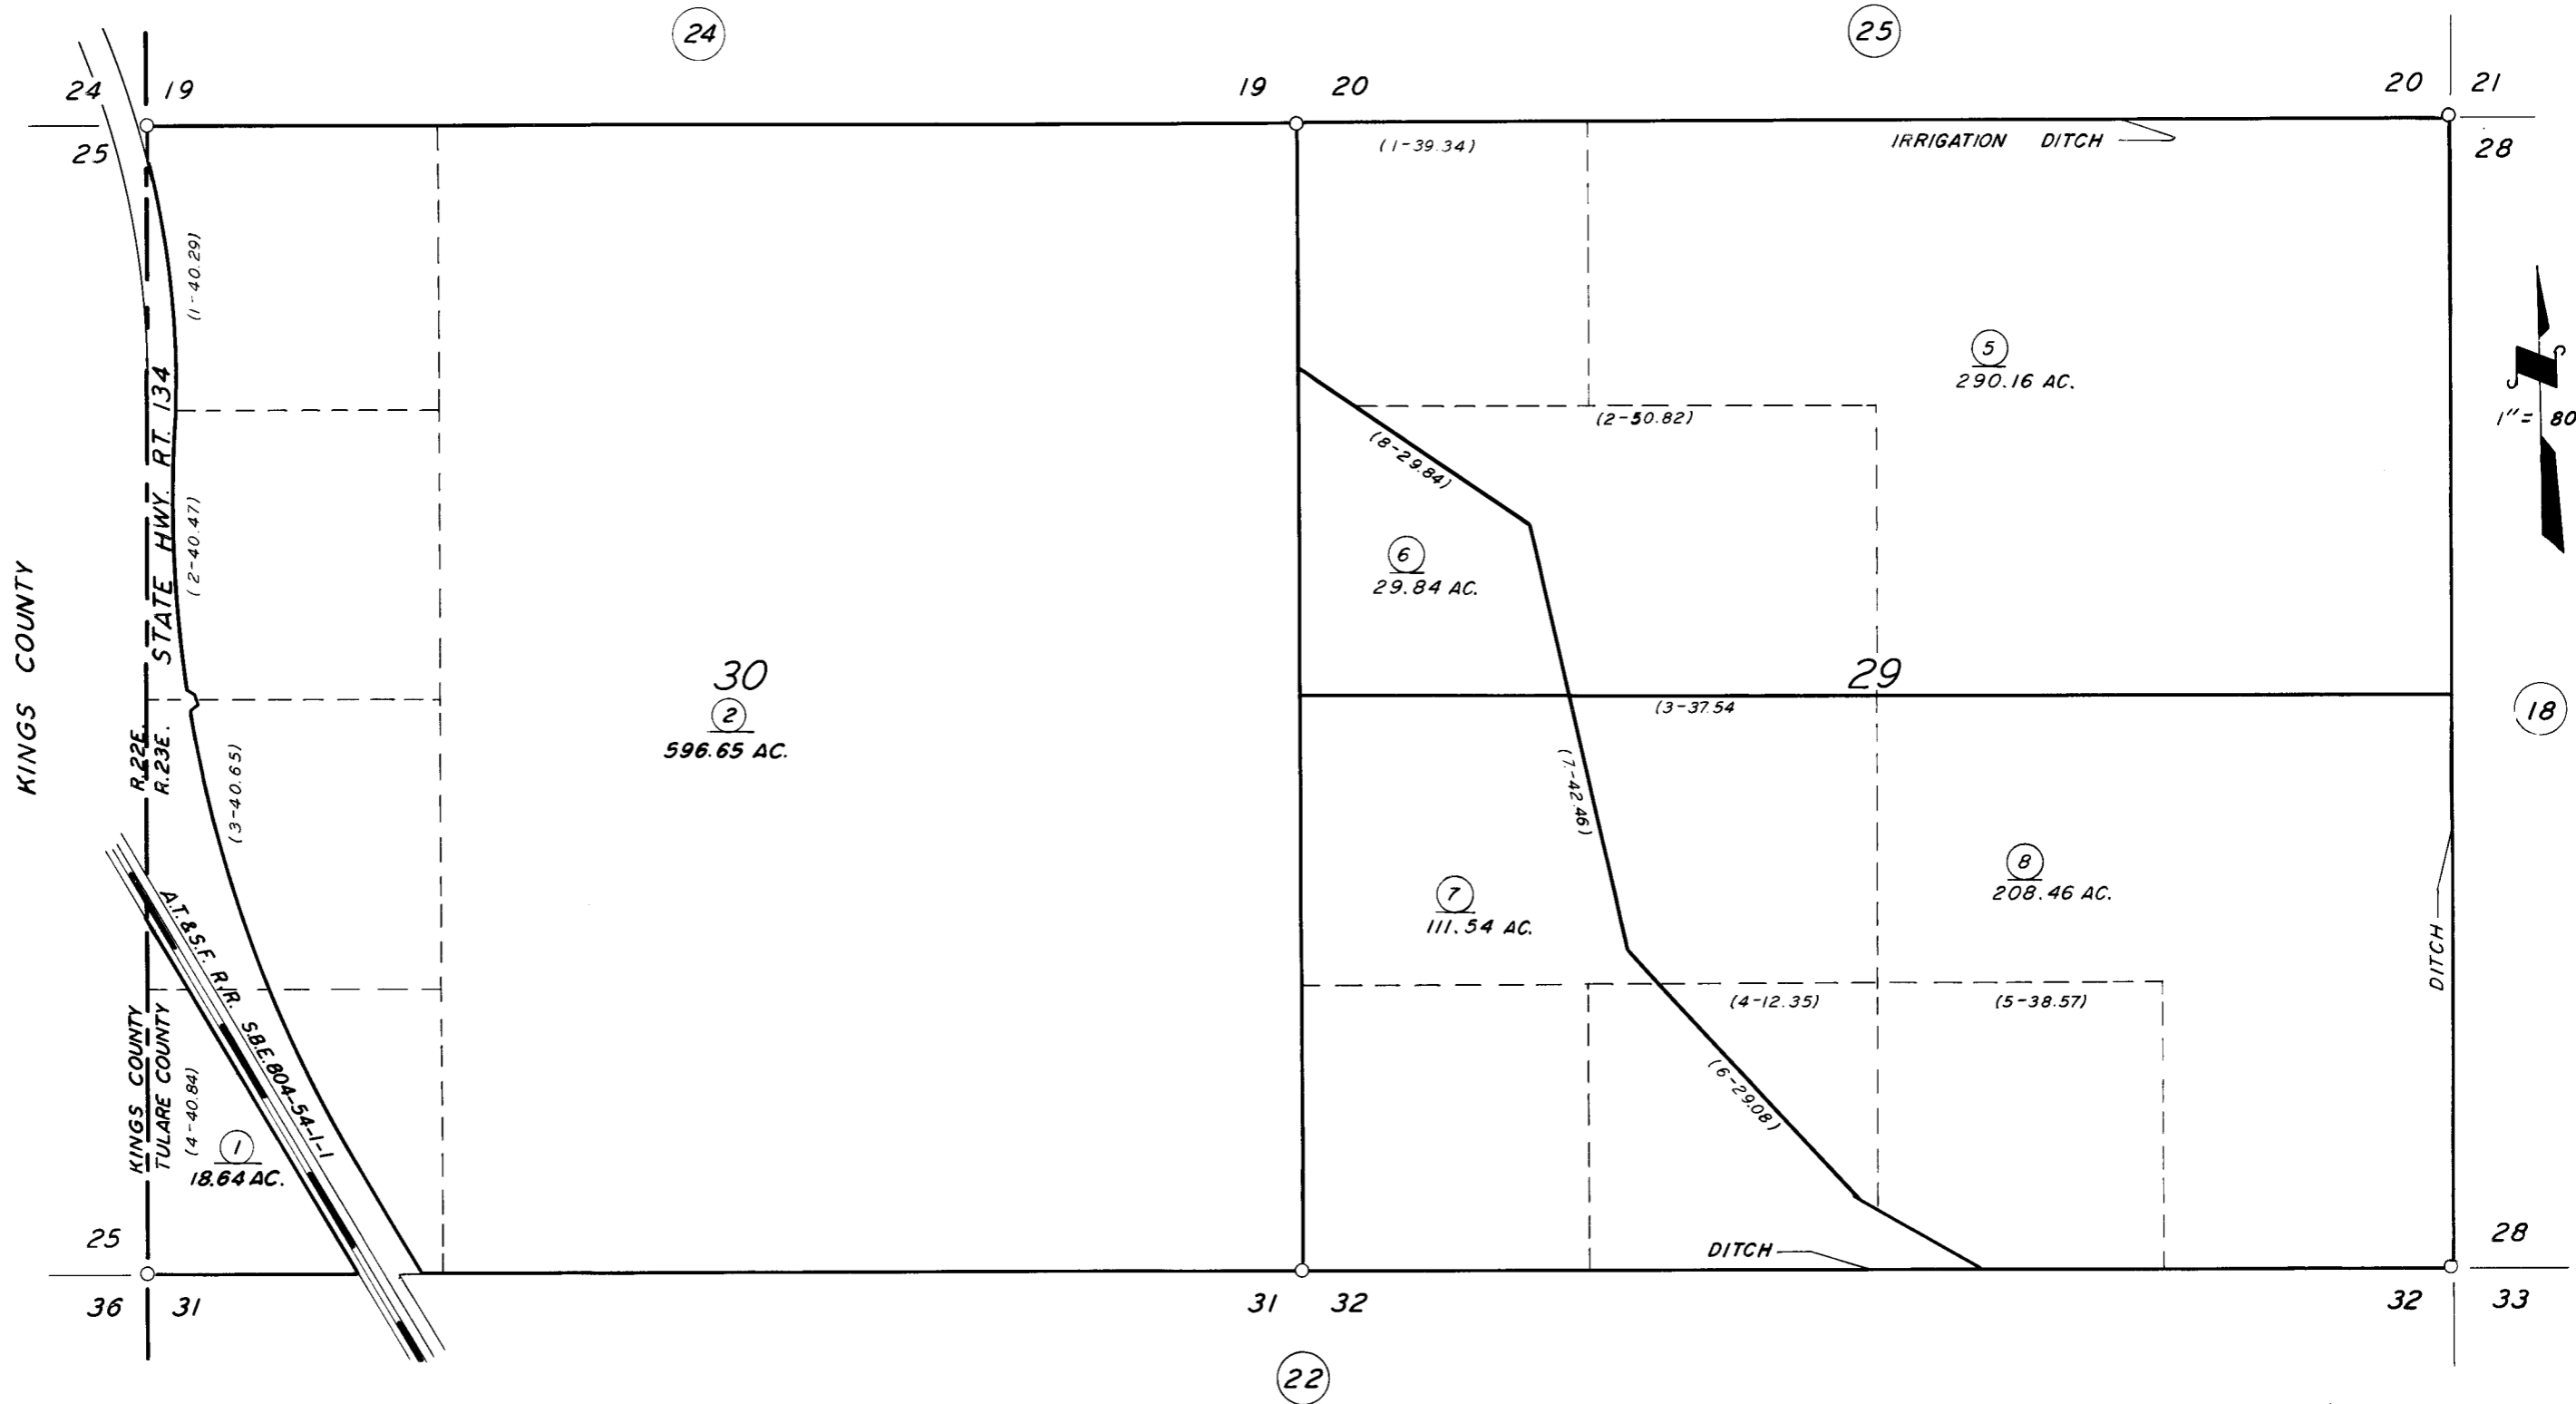 24
25
24 19
19 20
20 21
25
28
(1-39.34)
IRRIGATION DITCH
(1-40.29)
5
290.16 AC.
1" = 80
(2-50.82)
(8-29.84)
STATE HWY. RT. 134
(2-40.47)
6
29.84 AC.
KINGS COUNTY
30
2
596.65 AC.
29
(3-37.54
18
R.22E.
R.23E.
(3-40.65)
(7-42.46)
8
208.46 AC.
7
111.54 AC.
DITCH
A.T.&S.F. R.R. S.B.E. 804-54-1-1
(4-12.35)
(5-38.57)
KINGS COUNTY
TULARE COUNTY
(4-40.84)
(6-29.08)
1
18.64 AC.
25
28
DITCH
36 31
31 32
32 33
22